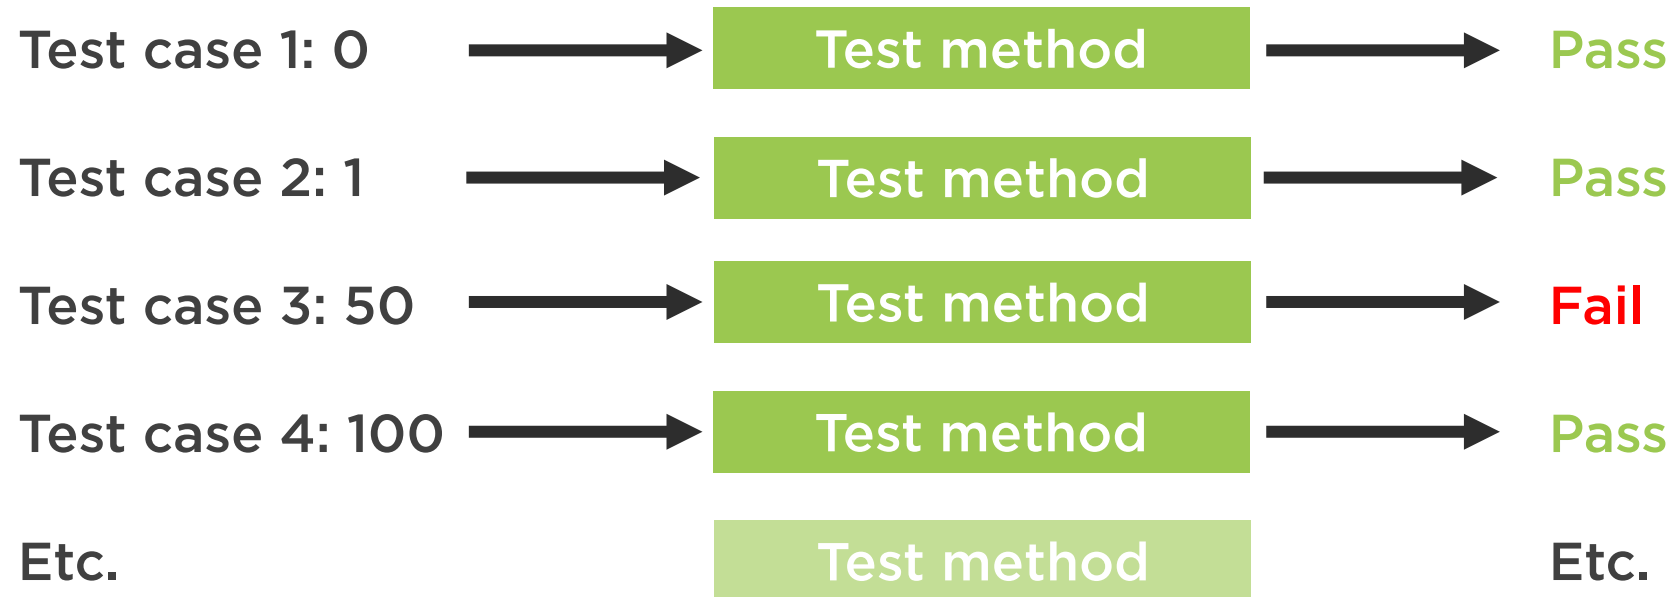 Test case 1: 0 Test method Pass
Test case 2: 1 Test method Pass
Test case 3: 50 Test method Fail
Test case 4: 100 Test method Pass
Etc. Test method Etc.